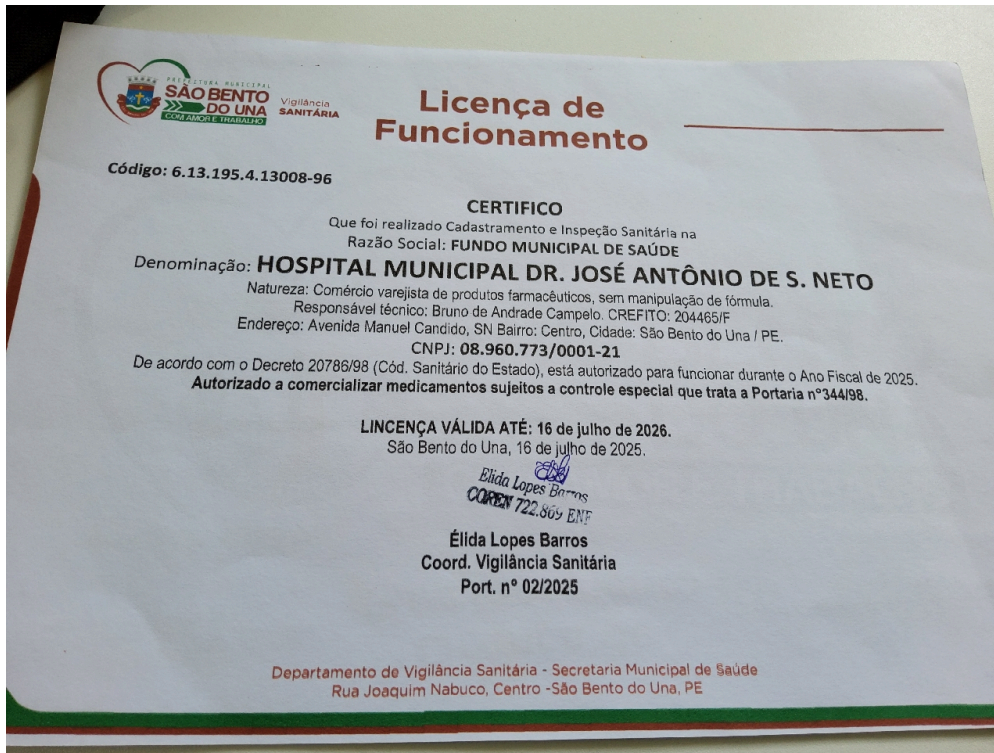 PREFEITURA MUNICIPAL
SÃO BENTO
DO UNA
COM AMOR E TRABALHO
Vigilância
SANITÁRIA
Licença de
Funcionamento
Código: 6.13.195.4.13008-96
CERTIFICO
Que foi realizado Cadastramento e Inspeção Sanitária na
Razão Social: FUNDO MUNICIPAL DE SAÚDE
Denominação: HOSPITAL MUNICIPAL DR. JOSÉ ANTÔNIO DE S. NETO
Natureza: Comércio varejista de produtos farmacêuticos, sem manipulação de fórmula.
Responsável técnico: Bruno de Andrade Campelo. CREFITO: 204465/F
Endereço: Avenida Manuel Candido, SN Bairro: Centro, Cidade: São Bento do Una / PE.
CNPJ: 08.960.773/0001-21
De acordo com o Decreto 20786/98 (Cód. Sanitário do Estado), está autorizado para funcionar durante o Ano Fiscal de 2025.
Autorizado a comercializar medicamentos sujeitos a controle especial que trata a Portaria nº344/98.
LINCENÇA VÁLIDA ATÉ: 16 de julho de 2026.
São Bento do Una, 16 de julho de 2025.
Elida Lopes Barros
COREN 722.869 ENF
Élida Lopes Barros
Coord. Vigilância Sanitária
Port. nº 02/2025
Departamento de Vigilância Sanitária - Secretaria Municipal de Saúde
Rua Joaquim Nabuco, Centro -São Bento do Una, PE